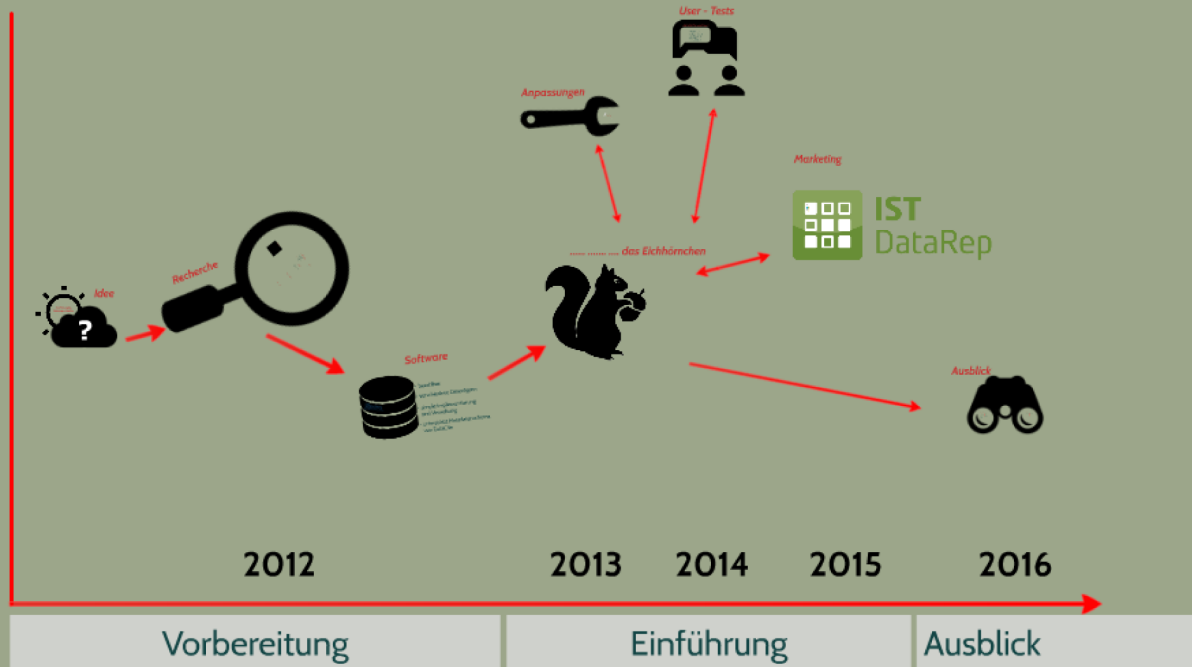 User - Tests
Anpassungen
Marketing
IST
DataRep
das Eichhörnchen
Recherche
Idee
?
Software
Ausblick
2012
2013
2014
2015
2016
Vorbereitung
Einführung
Ausblick